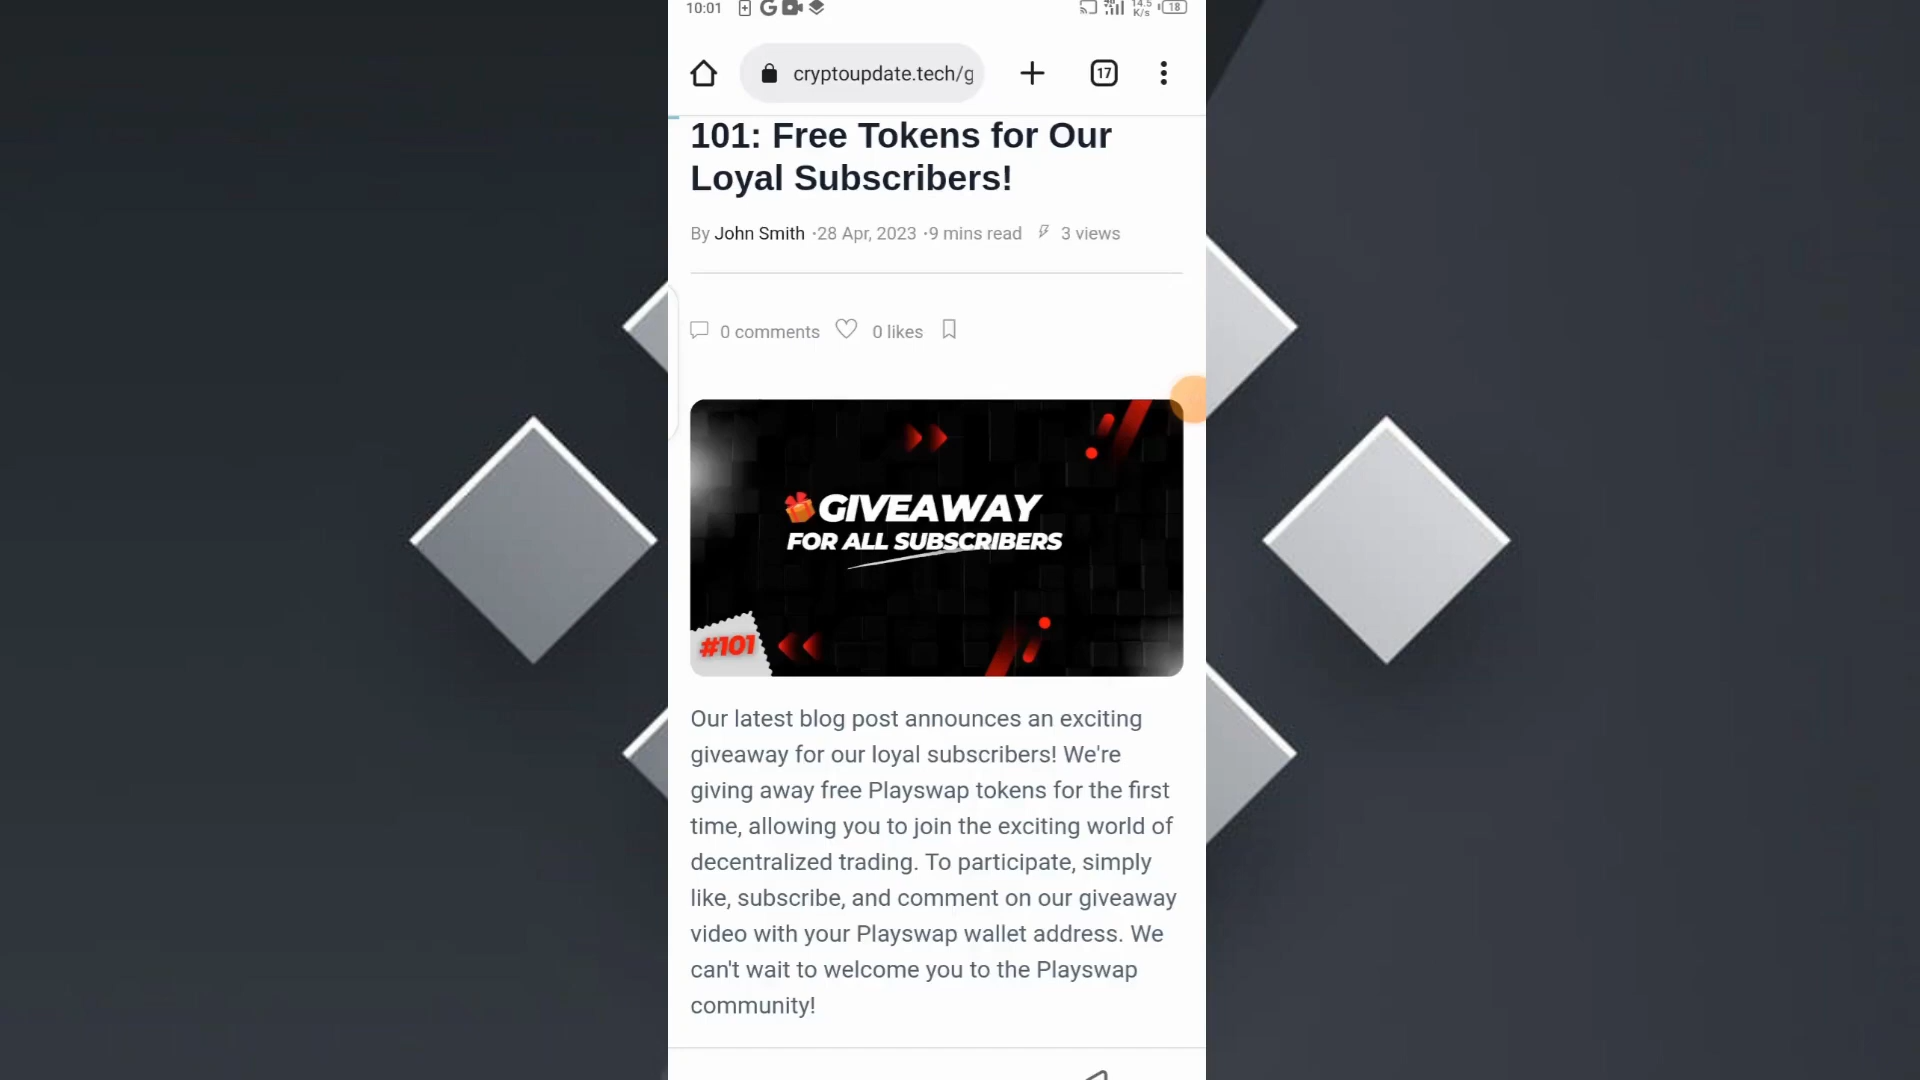 10:01
14.5
K/s
18
cryptoupdate.tech/g
17
101: Free Tokens for Our
Loyal Subscribers!
By John Smith ·28 Apr, 2023 ·9 mins read 3 views
0 comments 0 likes
GIVEAWAY
FOR ALL SUBSCRIBERS
#101
Our latest blog post announces an exciting
giveaway for our loyal subscribers! We're
giving away free Playswap tokens for the first
time, allowing you to join the exciting world of
decentralized trading. To participate, simply
like, subscribe, and comment on our giveaway
video with your Playswap wallet address. We
can't wait to welcome you to the Playswap
community!